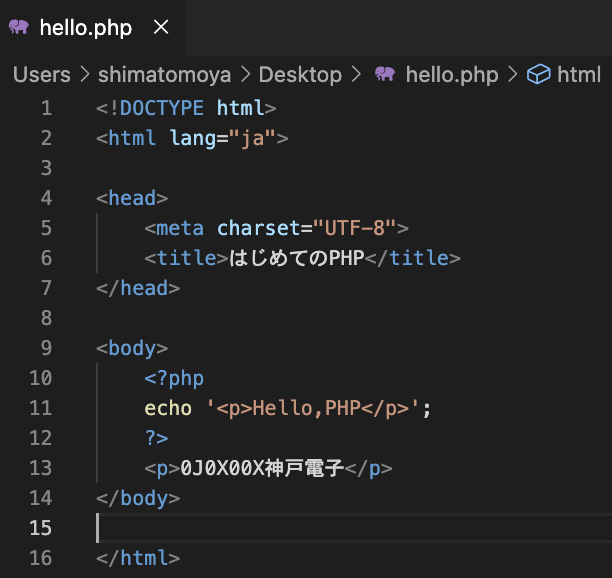 hello.php ×
Users > shimatomoya > Desktop > hello.php > html
1 <!DOCTYPE html>
2 <html lang="ja">
3
4 <head>
5 <meta charset="UTF-8">
6 <title>はじめてのPHP</title>
7 </head>
8
9 <body>
10 <?php
11 echo '<p>Hello,PHP</p>';
12 ?>
13 <p>0J0X00X神戸電子</p>
14 </body>
15
16 </html>